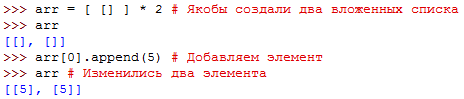 >>> arr = [ [] ] * 2 # Якобы создали два вложенных списка
>>> arr
[[], []]
>>> arr[0].append(5) # Добавляем элемент
>>> arr # Изменились два элемента
[[5], [5]]